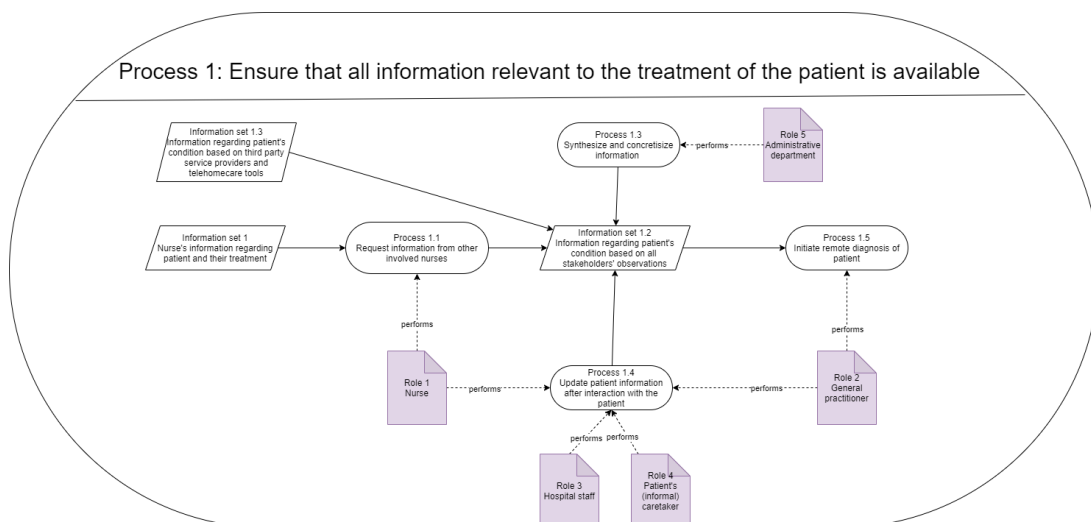 Process 1: Ensure that all information relevant to the treatment of the patient is available
Information set 1.3
Information regarding patient's
condition based on third party
service providers and
telehomecare tools
Process 1.3
Synthesize and concretisize
information
performs
Role 5
Administrative
department
Information set 1
Nurse's information regarding
patient and their treatment
Process 1.1
Request information from other
involved nurses
Information set 1.2
Information regarding patient's
condition based on all
stakeholders' observations
Process 1.5
Initiate remote diagnosis of
patient
performs
performs
Role 1
Nurse
performs
Process 1.4
Update patient information
after interaction with the
patient
performs
Role 2
General
practitioner
performs
performs
Role 3
Hospital staff
Role 4
Patient's
(informal)
caretaker